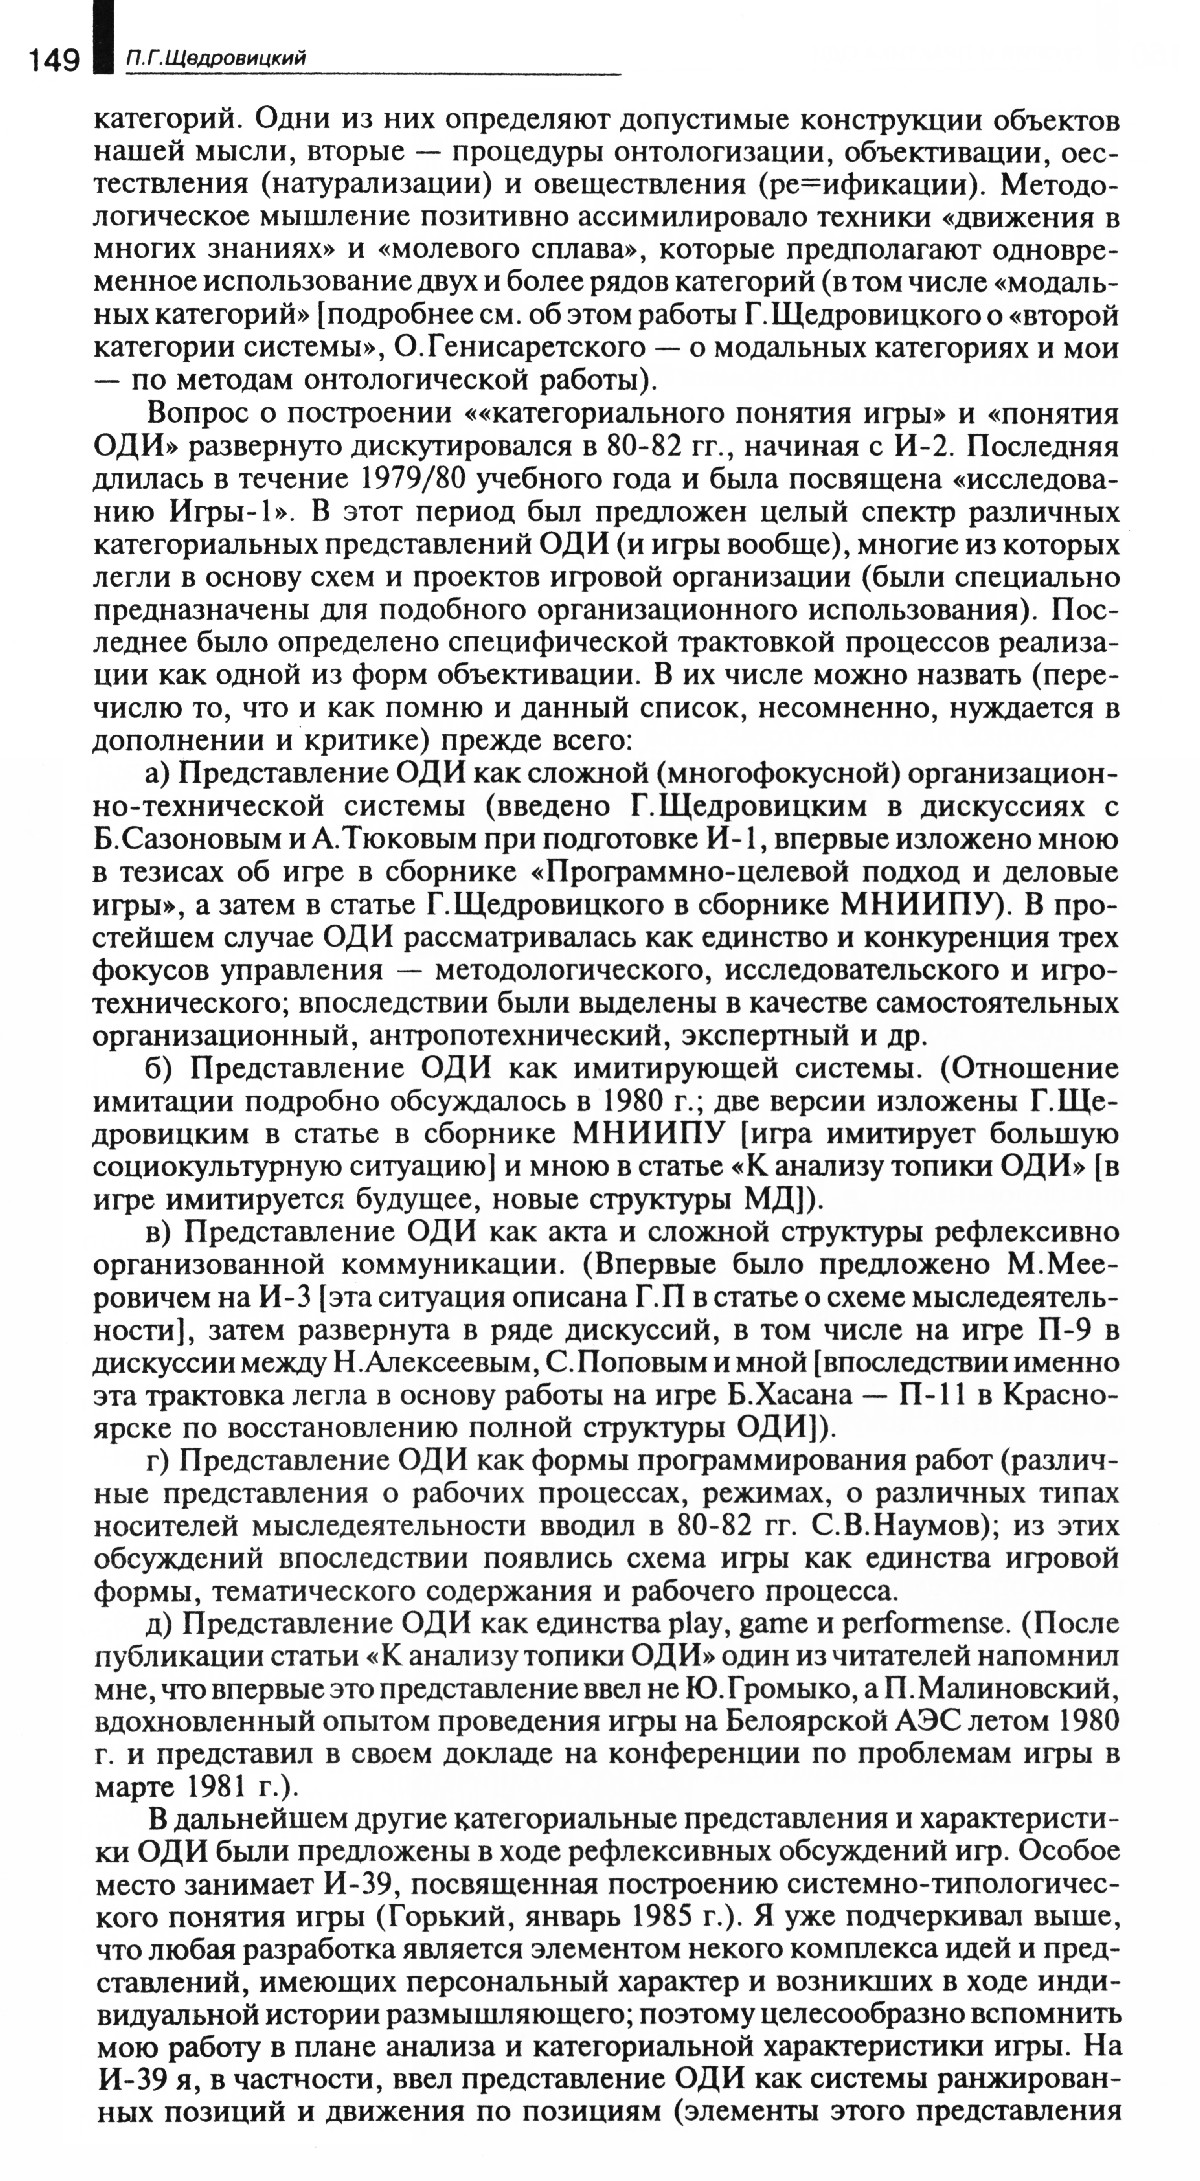 149 П.Г.Щедровицкий
категорий. Одни из них определяют допустимые конструкции объектов
нашей мысли, вторые — процедуры онтологизации, объективации, оес-
тествления (натурализации) и овеществления (ре=ификации). Методо-
логическое мышление позитивно ассимилировало техники «движения в
многих знаниях» и «молевого сплава», которые предполагают одновре-
менное использование двух и более рядов категорий (в том числе «модаль-
ных категорий» [подробнее см. об этом работы Г.Щедровицкого о «второй
категории системы», О.Генисаретского — о модальных категориях и мои
— по методам онтологической работы).
Вопрос о построении ««категориального понятия игры» и «понятия
ОДИ» развернуто дискутировался в 80-82 гг., начиная с И-2. Последняя
длилась в течение 1979/80 учебного года и была посвящена «исследова-
нию Игры-1». В этот период был предложен целый спектр различных
категориальных представлений ОДИ (и игры вообще), многие из которых
легли в основу схем и проектов игровой организации (были специально
предназначены для подобного организационного использования). Пос-
леднее было определено специфической трактовкой процессов реализа-
ции как одной из форм объективации. В их числе можно назвать (пере-
числю то, что и как помню и данный список, несомненно, нуждается в
дополнении и критике) прежде всего:
а) Представление ОДИ как сложной (многофокусной) организацион-
но-технической системы (введено Г.Щедровицким в дискуссиях с
Б.Сазоновым и А.Тюковым при подготовке И-1, впервые изложено мною
в тезисах об игре в сборнике «Программно-целевой подход и деловые
игры», а затем в статье Г.Щедровицкого в сборнике МНИИПУ). В про-
стейшем случае ОДИ рассматривалась как единство и конкуренция трех
фокусов управления — методологического, исследовательского и игро-
технического; впоследствии были выделены в качестве самостоятельных
организационный, антропотехнический, экспертный и др.
б) Представление ОДИ как имитирующей системы. (Отношение
имитации подробно обсуждалось в 1980 г.; две версии изложены Г.Ще-
дровицким в статье в сборнике МНИИПУ [игра имитирует большую
социокультурную ситуацию] и мною в статье «К анализу топики ОДИ» [в
игре имитируется будущее, новые структуры МД]).
в) Представление ОДИ как акта и сложной структуры рефлексивно
организованной коммуникации. (Впервые было предложено М.Мее-
ровичем на И-3 [эта ситуация описана Г.П в статье о схеме мыследеятель-
ности], затем развернута в ряде дискуссий, в том числе на игре П-9 в
дискуссии между Н.Алексеевым, С.Поповым и мной [впоследствии именно
эта трактовка легла в основу работы на игре Б.Хасана — П-11 в Красно-
ярске по восстановлению полной структуры ОДИ]).
г) Представление ОДИ как формы программирования работ (различ-
ные представления о рабочих процессах, режимах, о различных типах
носителей мыследеятельности вводил в 80-82 гг. С.В.Наумов); из этих
обсуждений впоследствии появлись схема игры как единства игровой
формы, тематического содержания и рабочего процесса.
д) Представление ОДИ как единства play, game и performense. (После
публикации статьи «К анализу топики ОДИ» один из читателей напомнил
мне, что впервые это представление ввел не Ю.Громыко, а П.Малиновский,
вдохновленный опытом проведения игры на Белоярской АЭС летом 1980
г. и представил в своем докладе на конференции по проблемам игры в
марте 1981 г.).
В дальнейшем другие категориальные представления и характеристи-
ки ОДИ были предложены в ходе рефлексивных обсуждений игр. Особое
место занимает И-39, посвященная построению системно-типологичес-
кого понятия игры (Горький, январь 1985 г.). Я уже подчеркивал выше,
что любая разработка является элементом некого комплекса идей и пред-
ставлений, имеющих персональный характер и возникших в ходе инди-
видуальной истории размышляющего; поэтому целесообразно вспомнить
мою работу в плане анализа и категориальной характеристики игры. На
И-39 я, в частности, ввел представление ОДИ как системы ранжирован-
ных позиций и движения по позициям (элементы этого представления